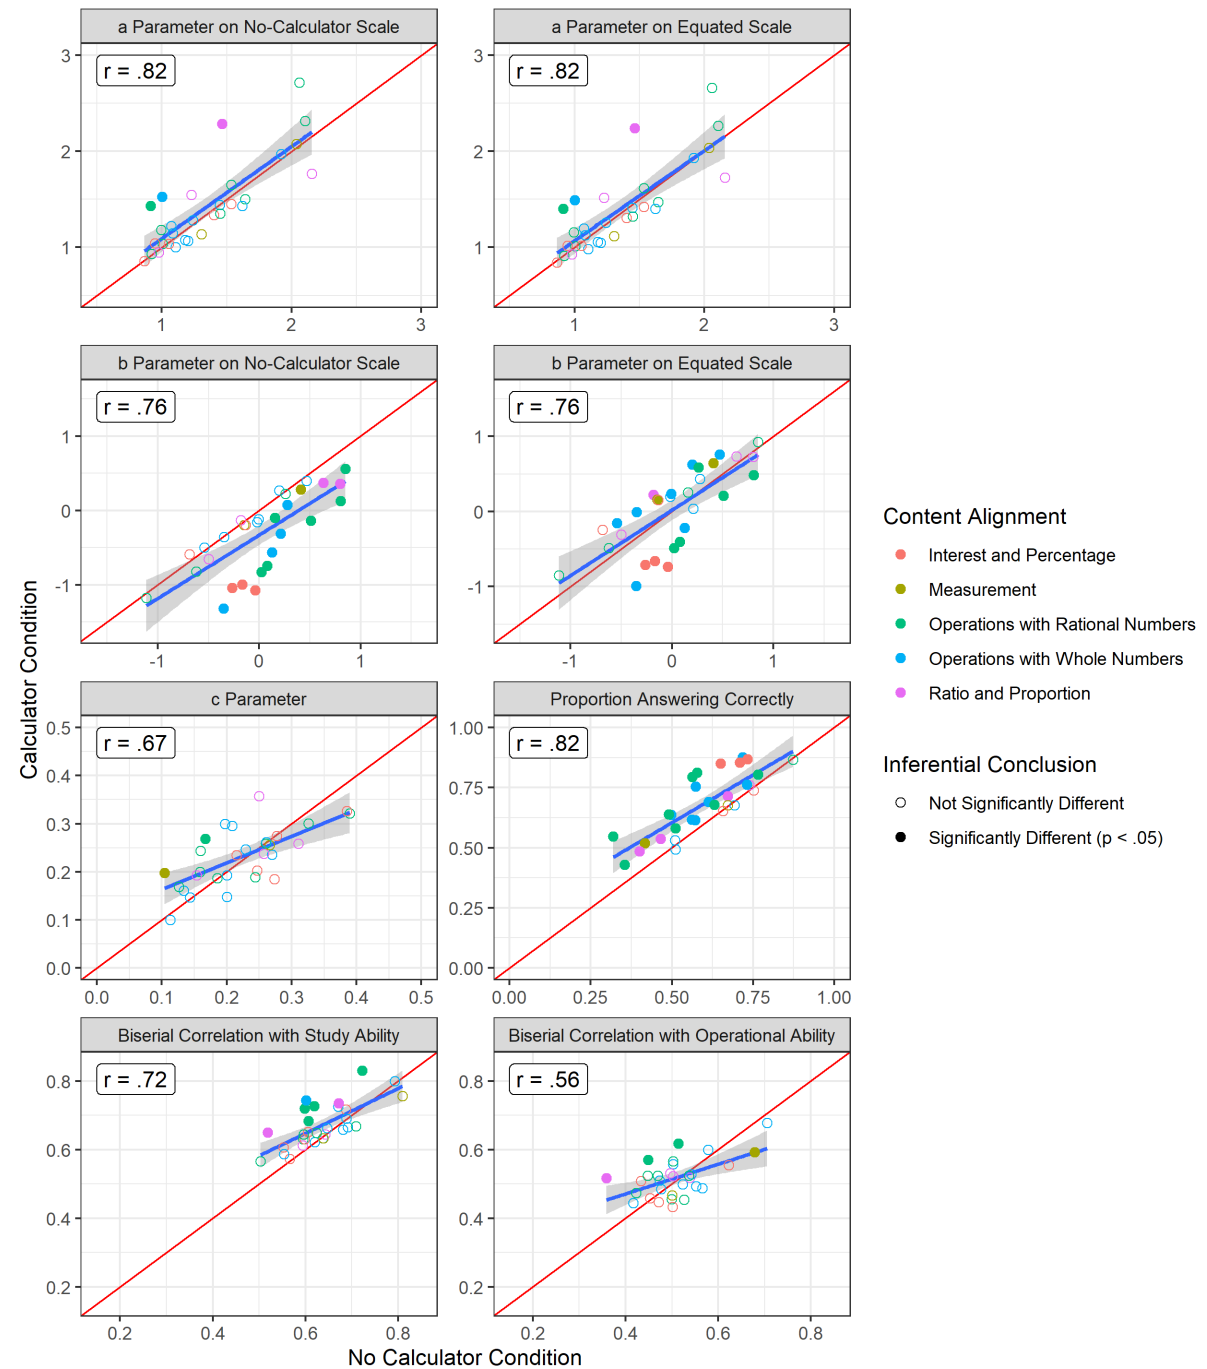 a Parameter on No-Calculator Scale
a Parameter on Equated Scale
r = .82
r = .82
3
2
1
3
2
1
1 2 3
1 2 3
b Parameter on No-Calculator Scale
b Parameter on Equated Scale
r = .76
r = .76
1
0
-1
1
0
-1
-1 0 1
-1 0 1
c Parameter
Proportion Answering Correctly
r = .67
r = .82
0.5
0.4
0.3
0.2
0.1
0.0
1.00
0.75
0.50
0.25
0.00
0.0 0.1 0.2 0.3 0.4 0.5
0.00 0.25 0.50 0.75 1.00
Biserial Correlation with Study Ability
Biserial Correlation with Operational Ability
r = .72
r = .56
0.8
0.6
0.4
0.2
0.8
0.6
0.4
0.2
0.2 0.4 0.6 0.8
0.2 0.4 0.6 0.8
Calculator Condition
No Calculator Condition
Content Alignment
Interest and Percentage
Measurement
Operations with Rational Numbers
Operations with Whole Numbers
Ratio and Proportion
Inferential Conclusion
Not Significantly Different
Significantly Different (p < .05)